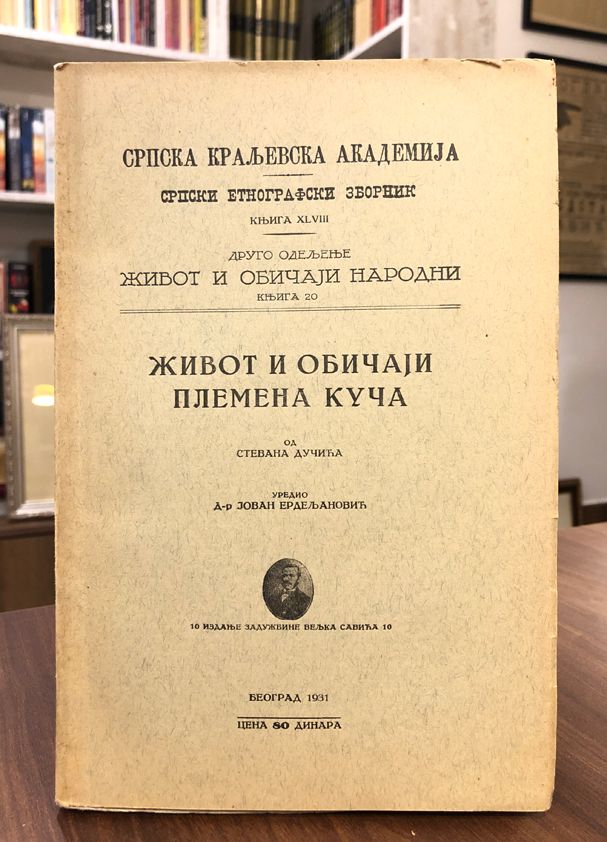 СРПСКА КРАЉЕВСКА АКАДЕМИЈА
СРПСКИ ЕТНОГРАФСКИ ЗБОРНИК
КЊИГА XLVIII
ДРУГО ОДЕЉЕЊЕ
ЖИВОТ И ОБИЧАЈИ НАРОДНИ
КЊИГА 20
ЖИВОТ И ОБИЧАЈИ
ПЛЕМЕНА КУЧА
ОД
СТЕВАНА ДУЧИЋА
УРЕДИО
Д-р ЈОВАН ЕРДЕЉАНОВИЋ
10 ИЗДАЊЕ ЗАДУЖБИНЕ ВЕЉКА САВИЋА 10
БЕОГРАД 1931
ЦЕНА 80 ДИНАРА